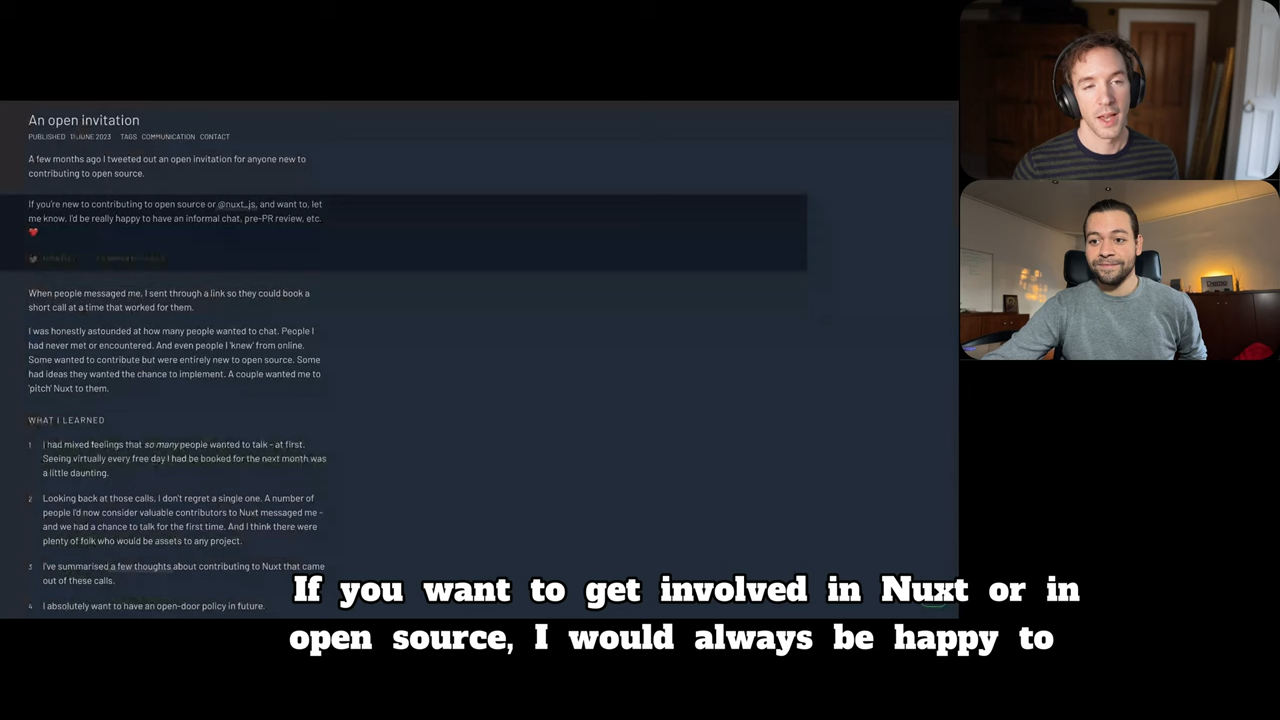 An open invitation
PUBLISHED 1 JUNE 2023 TAGS COMMUNICATION CONTACT
A few months ago I tweeted out an open invitation for anyone new to
contributing to open source.
If you're new to contributing to open source or @nuxt_js, and want to, let
me know. I'd be really happy to have an informal chat, pre-PR review, etc.
❤️
When people messaged me, I sent through a link so they could book a
short call at a time that worked for them.
I was honestly astounded at how many people wanted to chat. People I
had never met or encountered. And even people I 'knew' from online.
Some wanted to contribute but were entirely new to open source. Some
had ideas they wanted the chance to implement. A couple wanted me to
'pitch' Nuxt to them.
WHAT I LEARNED
1 I had mixed feelings that so many people wanted to talk - at first.
Seeing virtually every free day I had be booked for the next month was
a little daunting.
2 Looking back at those calls, I don't regret a single one. A number of
people I'd now consider valuable contributors to Nuxt messaged me -
and we had a chance to talk for the first time. And I think there were
plenty of folk who would be assets to any project.
3 I've summarised a few thoughts about contributing to Nuxt that came
out of these calls.
4 I absolutely want to have an open-door policy in future.
If you want to get involved in Nuxt or in
open source, I would always be happy to